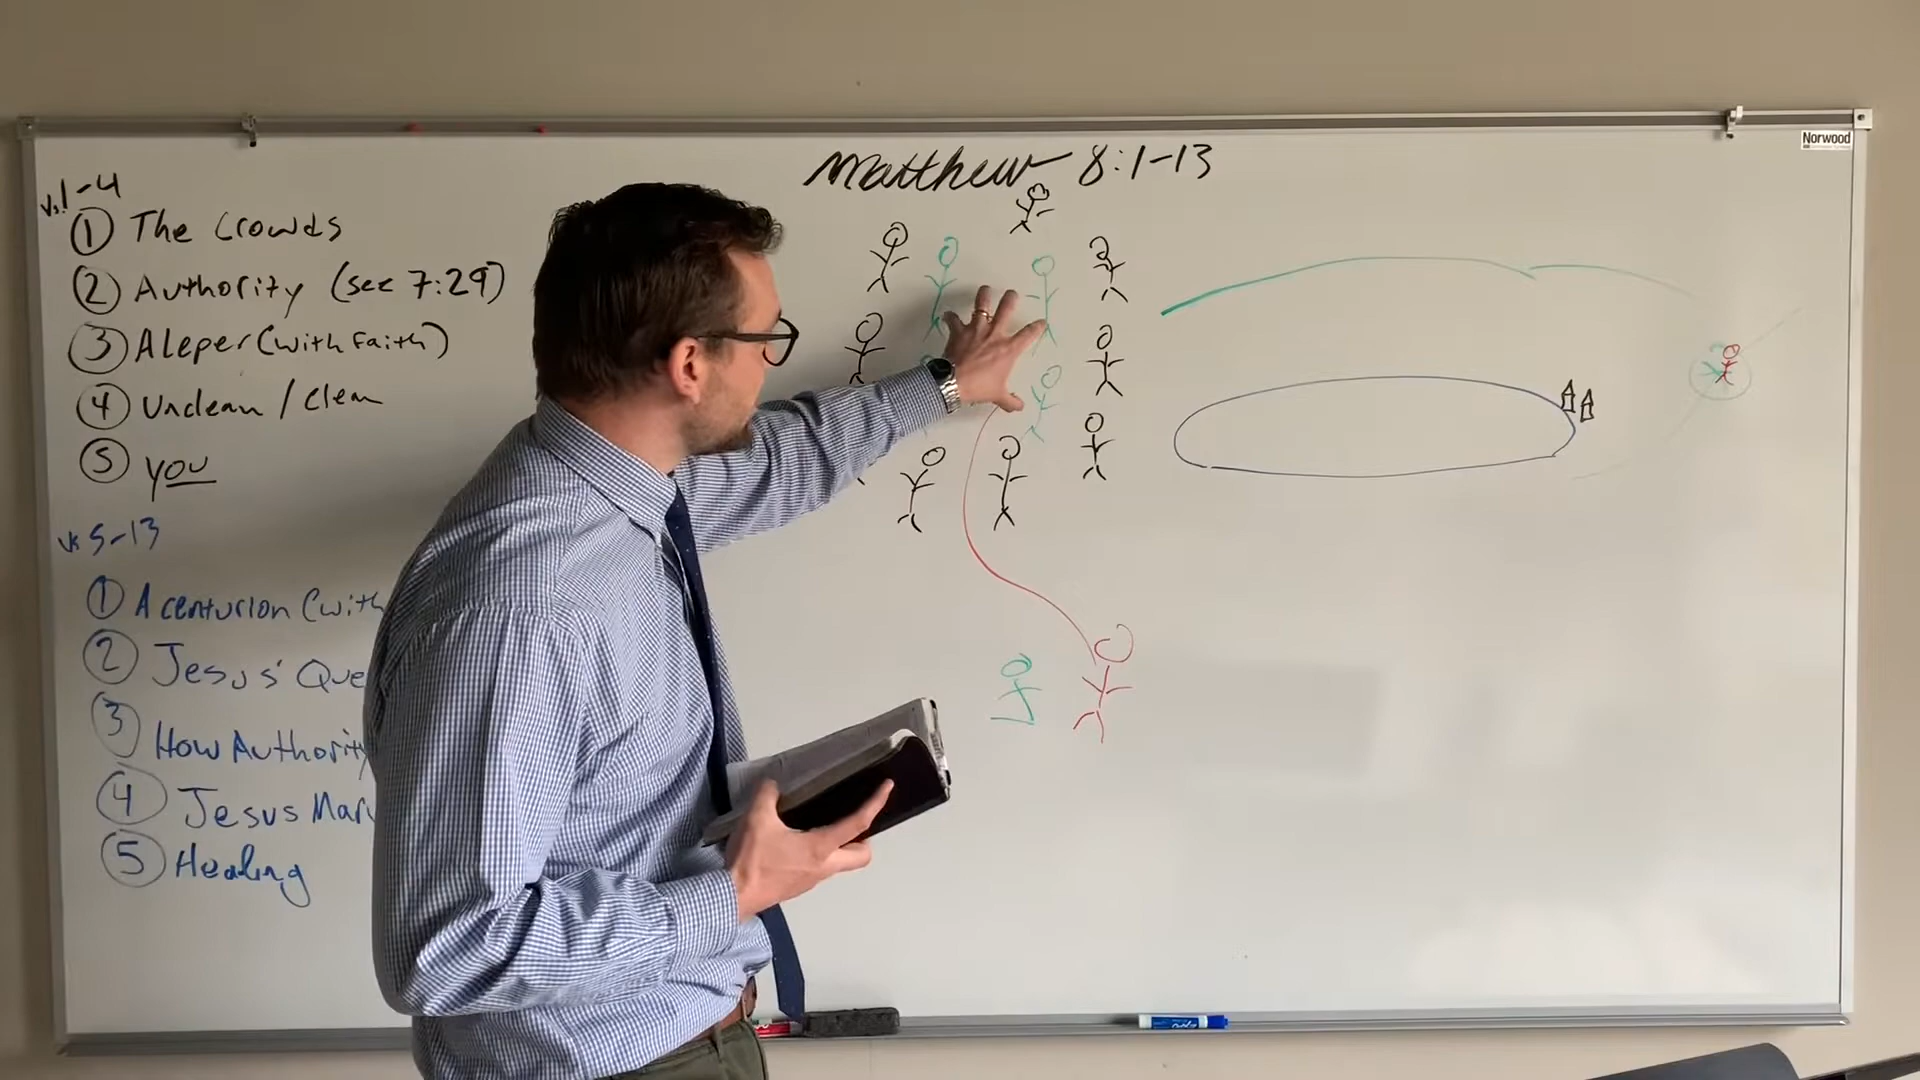 Matthew 8:1-13
Norwood
vs. 1-4
① The Crowds
② Authority (see 7:29)
③ A leper (with Faith)
④ Unclean / Clean
⑤ you
vs 5-13
① A centurion (with
② Jesus'
③ How Authority
④ Jesus
⑤ Healing